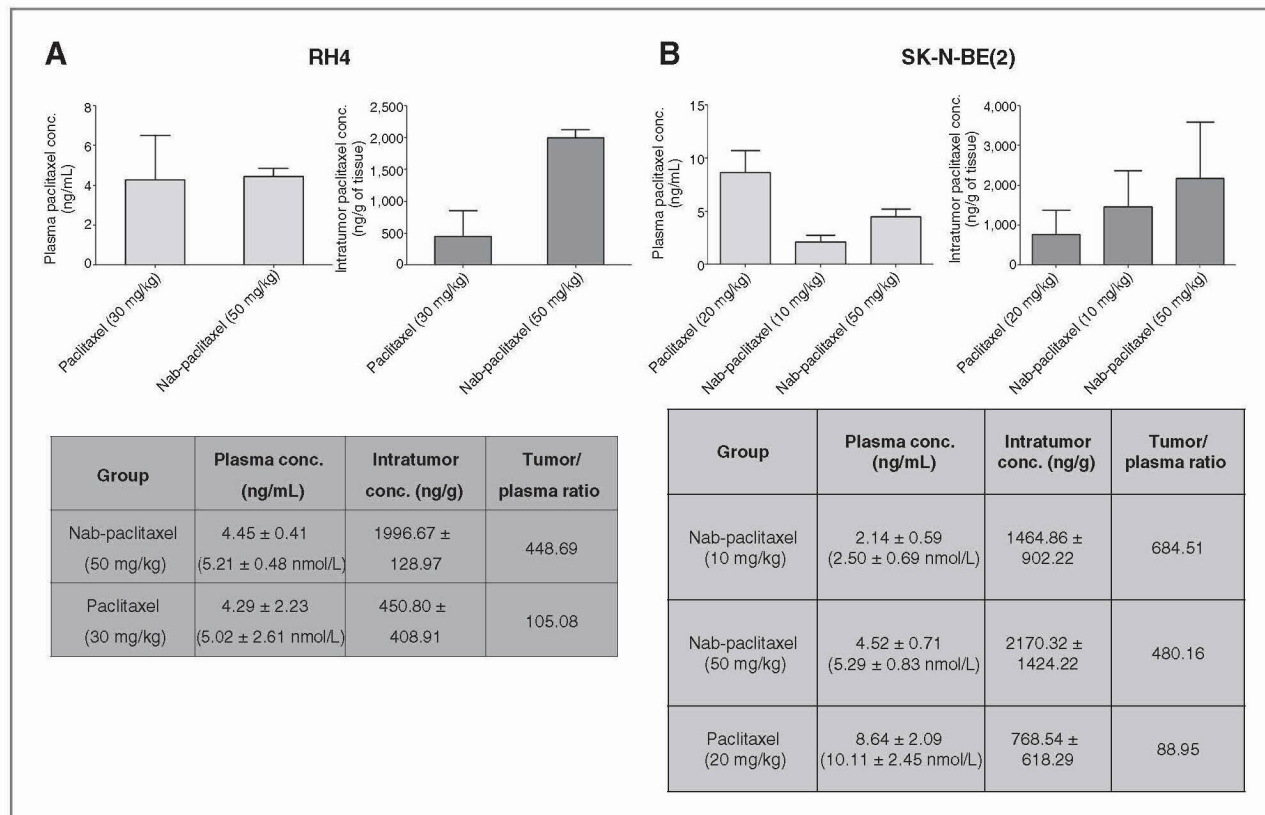 A
RH4
Plasma paclitaxel conc.
(ng/mL)
8
6
4
2
0
Paclitaxel (30 mg/kg)
Nab-paclitaxel (50 mg/kg)
Intratumor paclitaxel conc.
(ng/g of tissue)
2,500
2,000
1,500
1,000
500
0
Paclitaxel (30 mg/kg)
Nab-paclitaxel (50 mg/kg)
Group
Plasma conc.
(ng/mL)
Intratumor
conc. (ng/g)
Tumor/
plasma ratio
Nab-paclitaxel
(50 mg/kg)
4.45 ± 0.41
(5.21 ± 0.48 nmol/L)
1996.67 ±
128.97
448.69
Paclitaxel
(30 mg/kg)
4.29 ± 2.23
(5.02 ± 2.61 nmol/L)
450.80 ±
408.91
105.08
B
SK-N-BE(2)
Plasma paclitaxel conc.
(ng/mL)
15
10
5
0
Paclitaxel (20 mg/kg)
Nab-paclitaxel (10 mg/kg)
Nab-paclitaxel (50 mg/kg)
Intratumor paclitaxel conc.
(ng/g of tissue)
4,000
3,000
2,000
1,000
0
Paclitaxel (20 mg/kg)
Nab-paclitaxel (10 mg/kg)
Nab-paclitaxel (50 mg/kg)
Group
Plasma conc.
(ng/mL)
Intratumor
conc. (ng/g)
Tumor/
plasma ratio
Nab-paclitaxel
(10 mg/kg)
2.14 ± 0.59
(2.50 ± 0.69 nmol/L)
1464.86 ±
902.22
684.51
Nab-paclitaxel
(50 mg/kg)
4.52 ± 0.71
(5.29 ± 0.83 nmol/L)
2170.32 ±
1424.22
480.16
Paclitaxel
(20 mg/kg)
8.64 ± 2.09
(10.11 ± 2.45 nmol/L)
768.54 ±
618.29
88.95